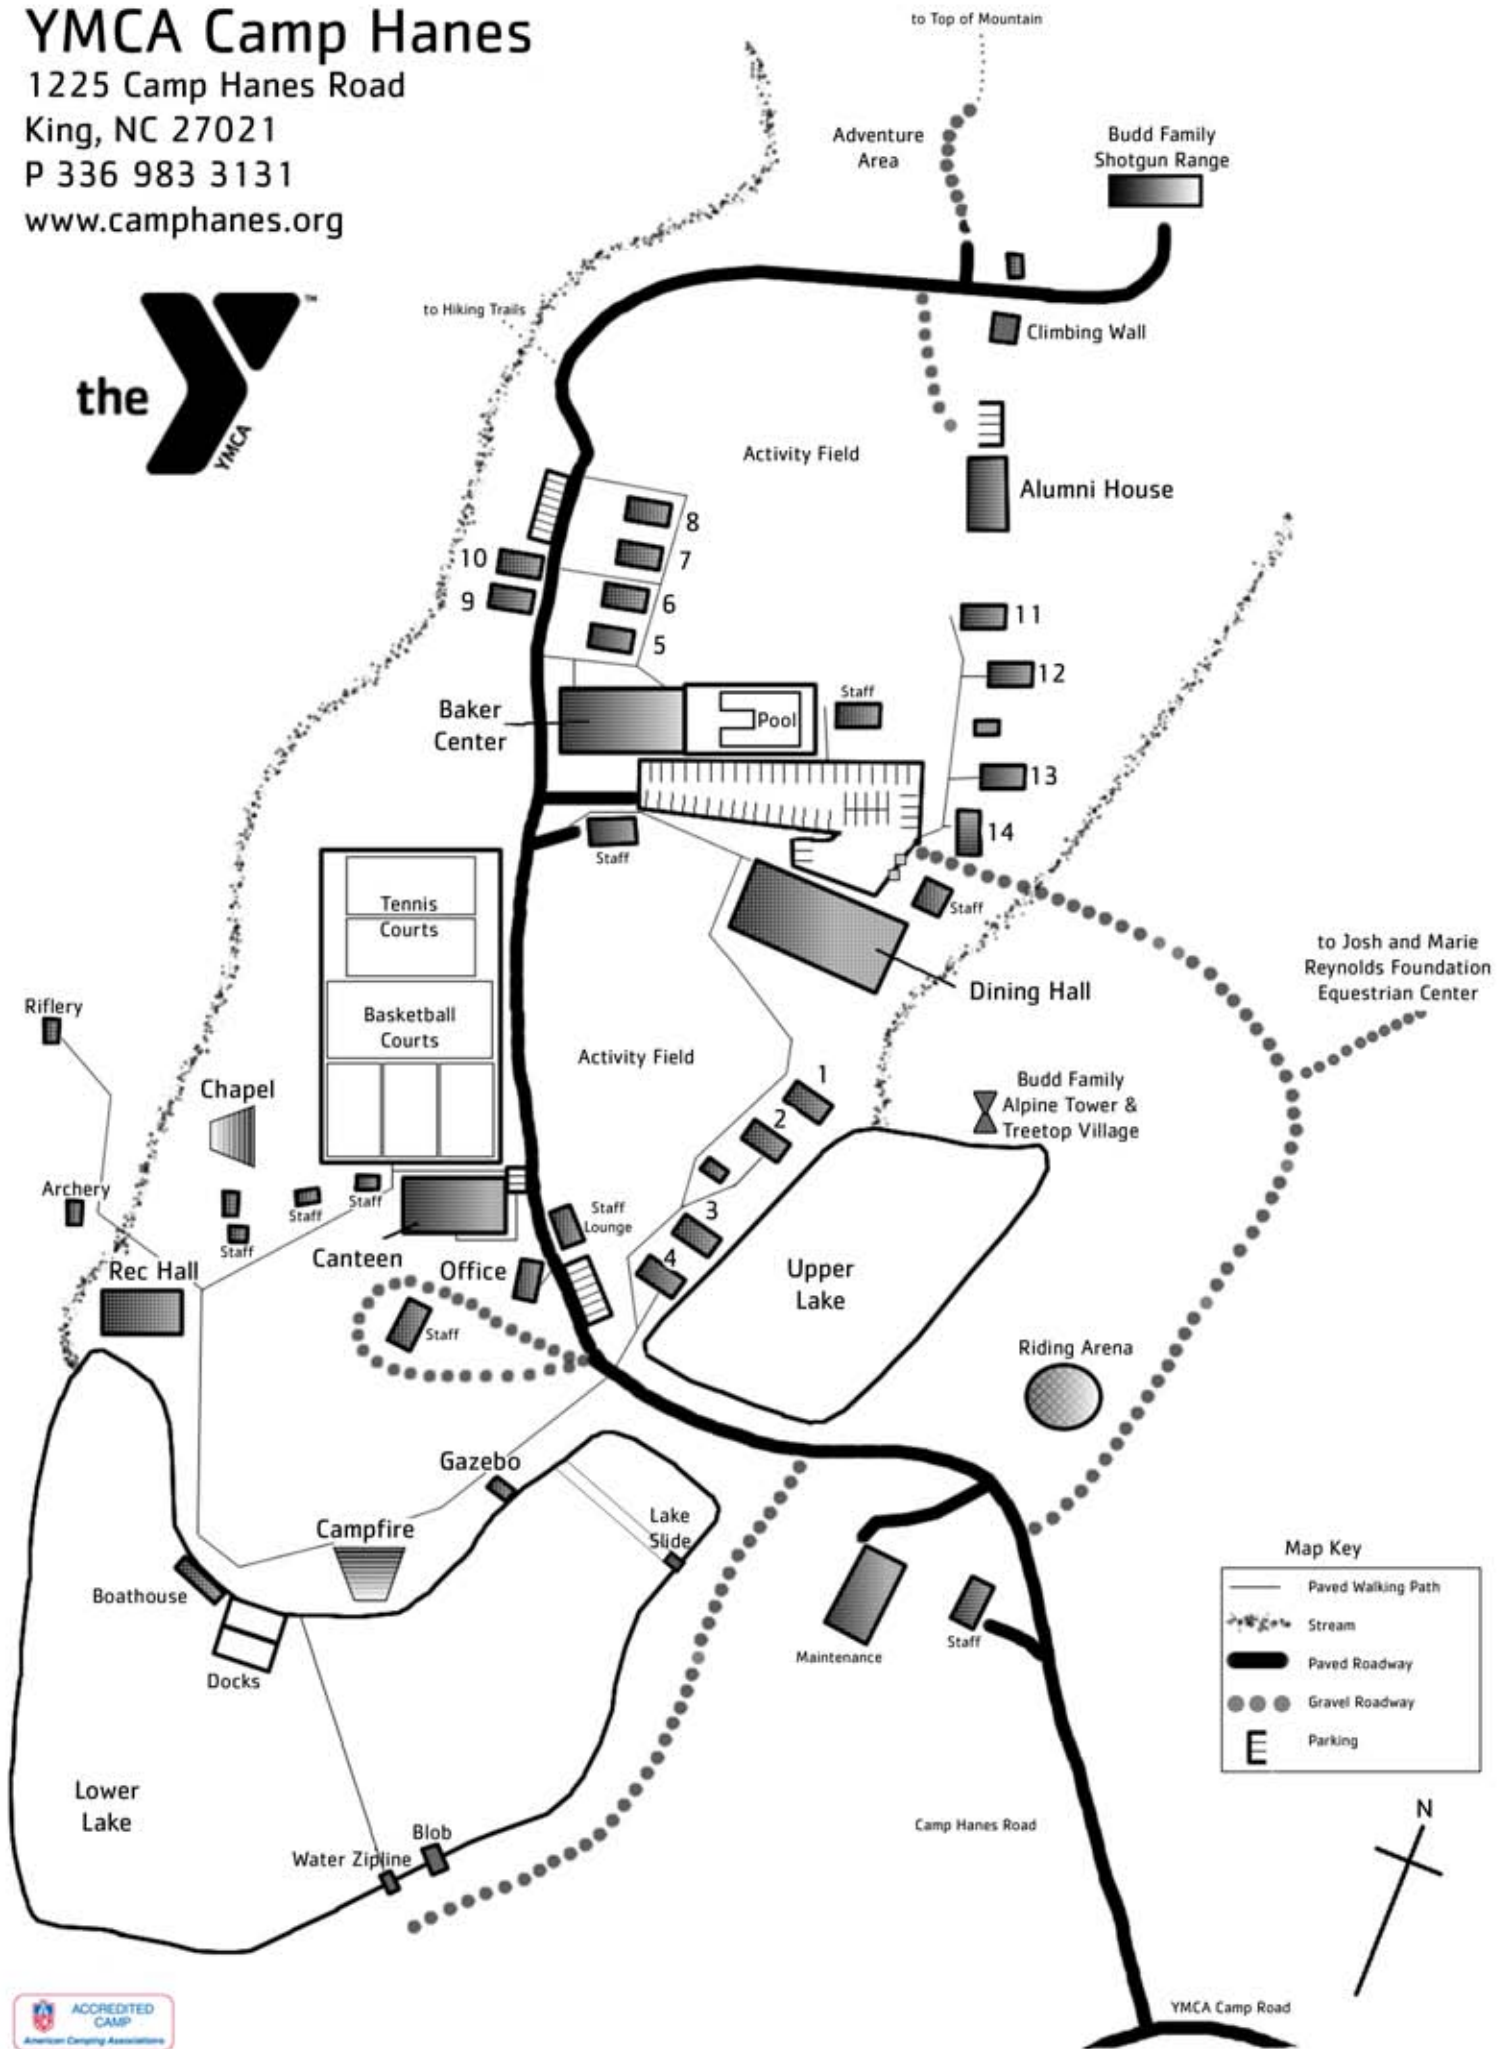 YMCA Camp Hanes
1225 Camp Hanes Road
King, NC 27021
P 336 983 3131
www.camphanes.org
the
YMCA
TM
to Top of Mountain
Adventure
Area
Budd Family
Shotgun Range
to Hiking Trails
Climbing Wall
Activity Field
Alumni House
8
10
7
9
6
5
11
12
Baker
Center
Pool
Staff
13
14
Staff
Tennis
Courts
Staff
Dining Hall
to Josh and Marie
Reynolds Foundation
Equestrian Center
Riflery
Basketball
Courts
Activity Field
Chapel
1
2
Budd Family
Alpine Tower &
Treetop Village
Archery
Staff
Staff
Staff
Staff
Lounge
3
4
Canteen
Office
Rec Hall
Upper
Lake
Staff
Riding Arena
Gazebo
Campfire
Lake
Slide
Boathouse
Docks
Maintenance
Staff
Map Key
Paved Walking Path
Stream
Paved Roadway
Gravel Roadway
Parking
Lower
Lake
Blob
Water Zipline
Camp Hanes Road
N
YMCA Camp Road
ACCREDITED
CAMP
American Camping Associations